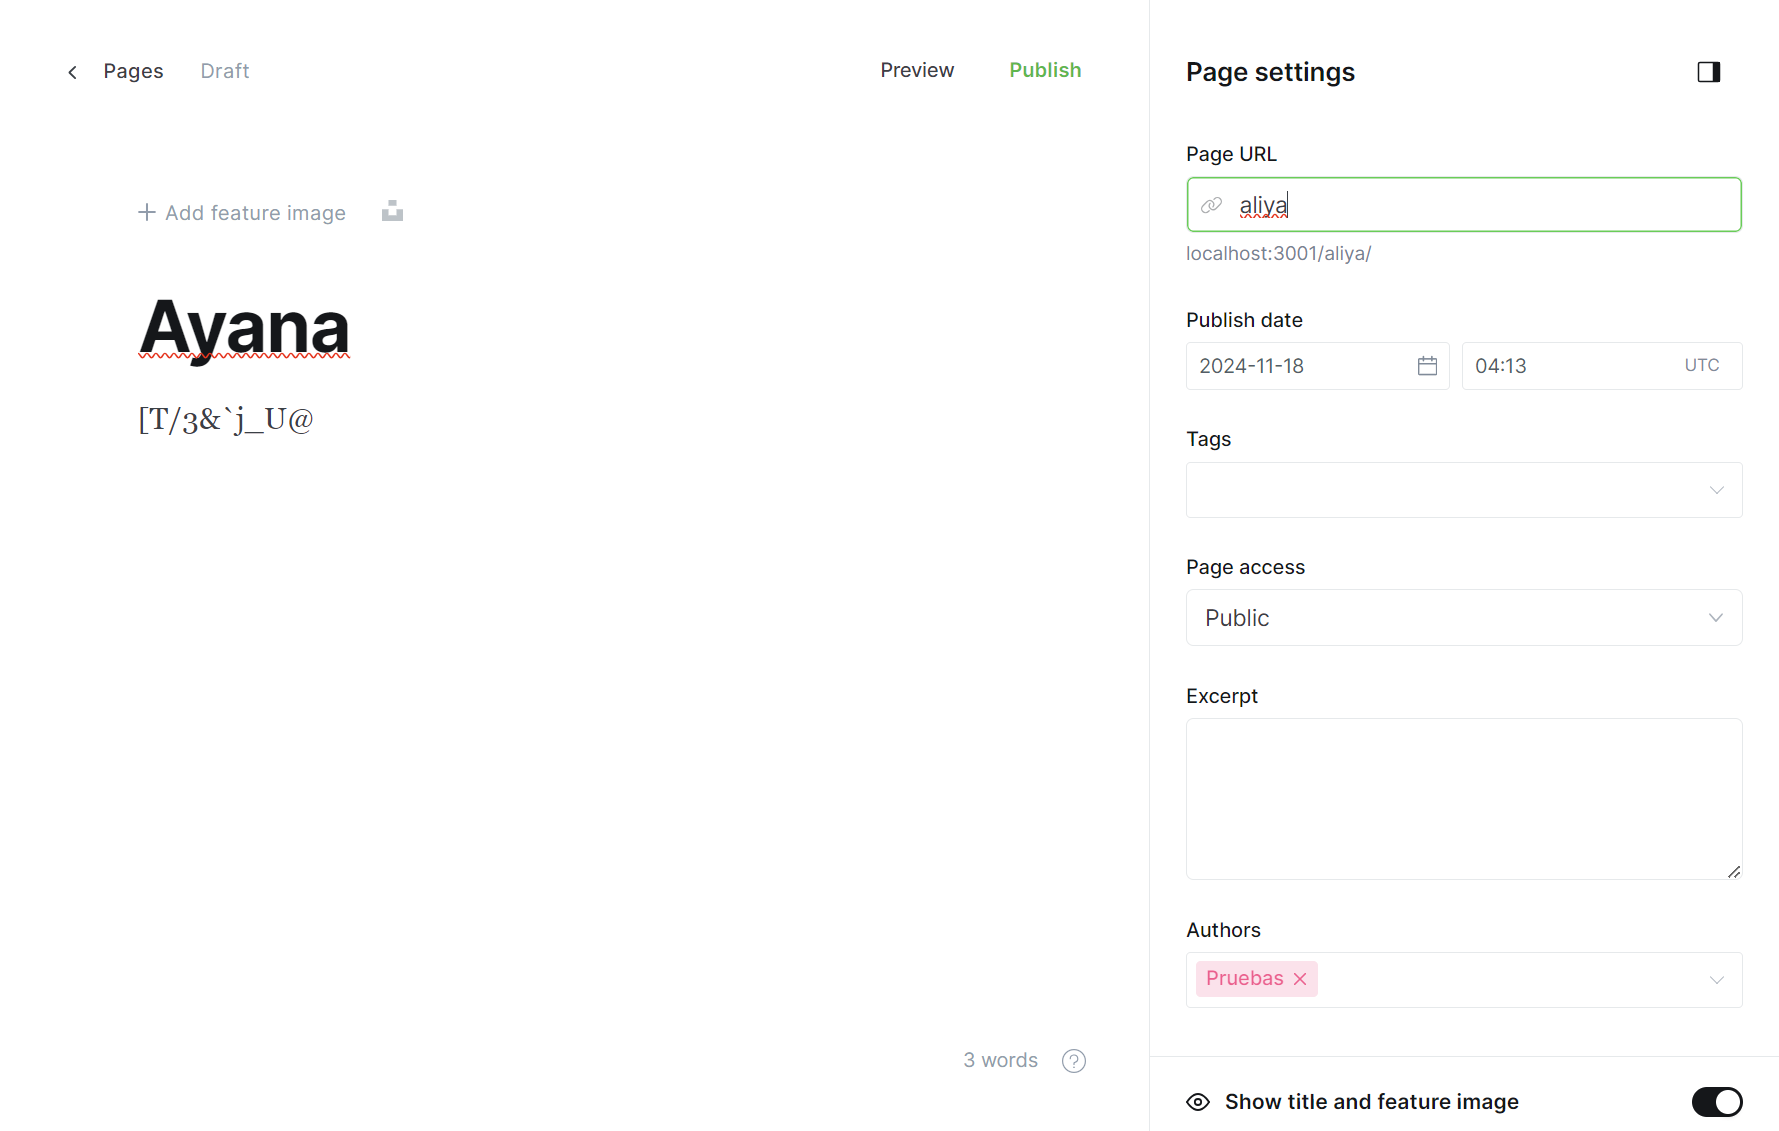 Pages Draft Preview Publish
Add feature image
Ayana
[T/3&`j_U@
3 words
Page settings
Page URL
aliya
localhost:3001/aliya/
Publish date
2024-11-18 04:13 UTC
Tags
Page access
Public
Excerpt
Authors
Pruebas
Show title and feature image